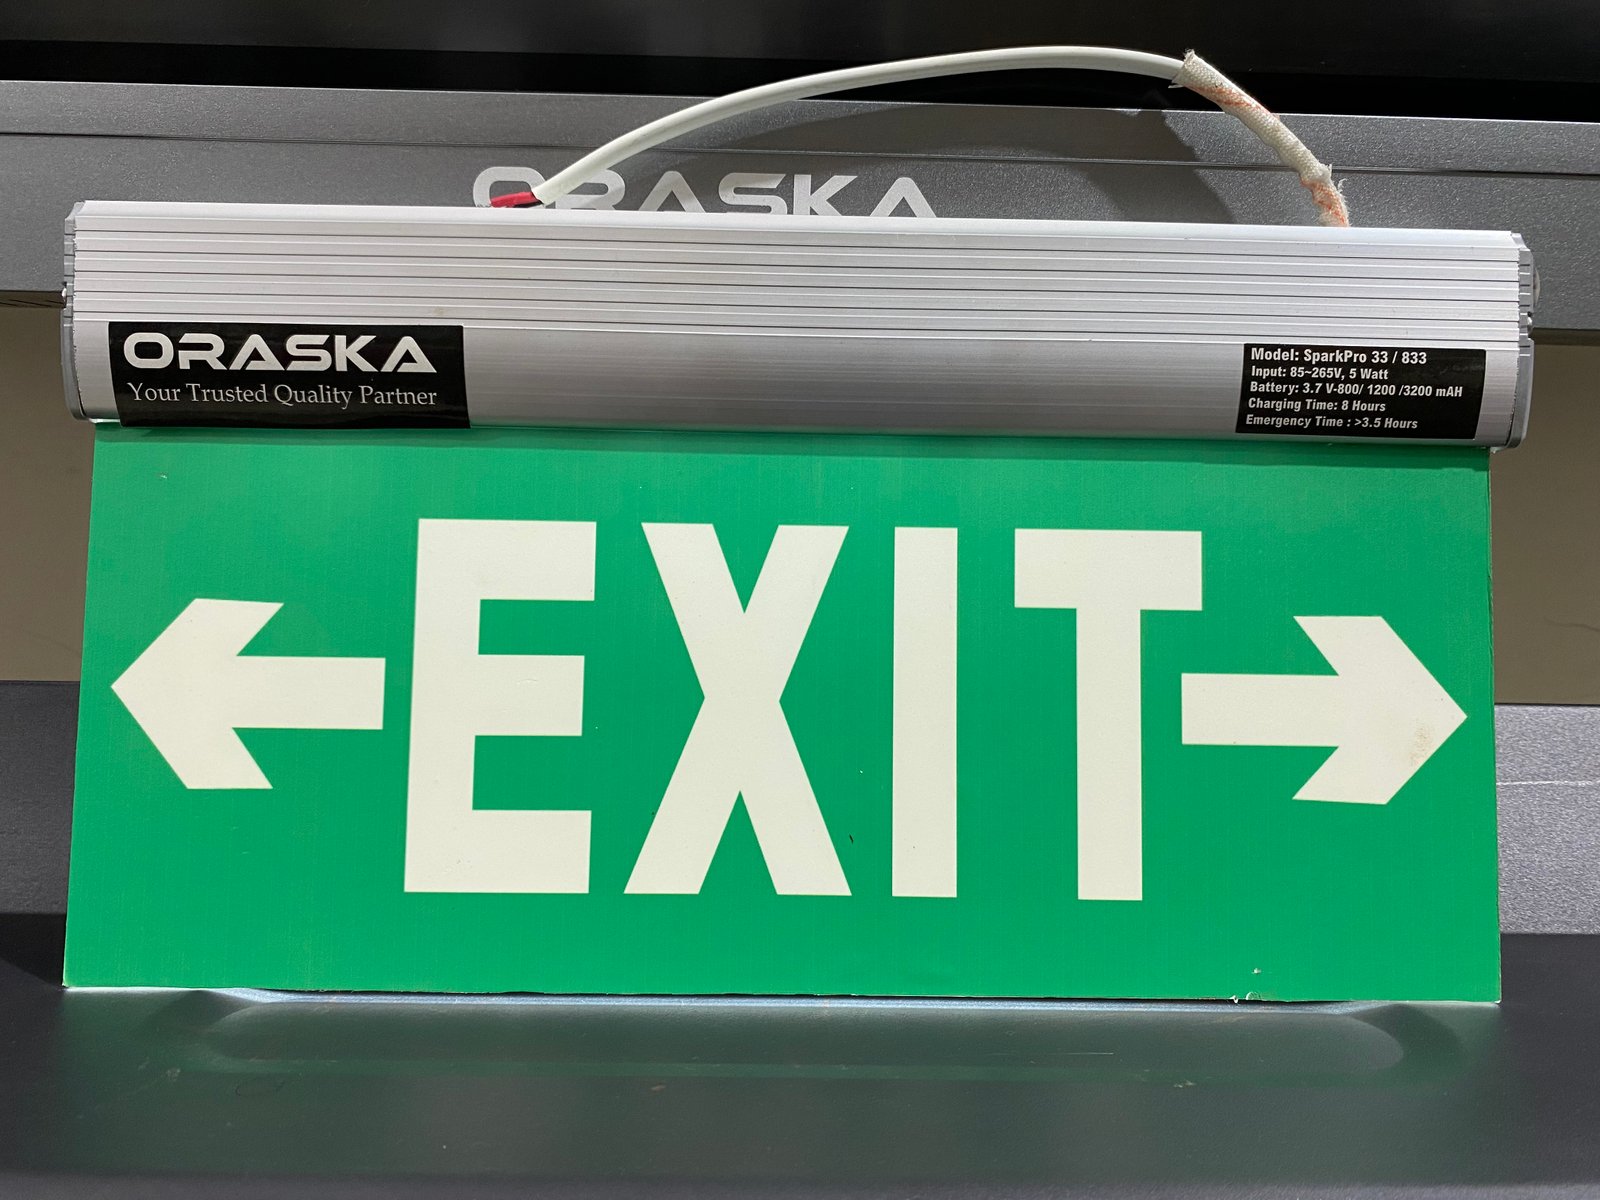 ORASKA
ORASKA
Your Trusted Quality Partner
Model: SparkPro 33 / 833
Input: 85~265V, 5 Watt
Battery: 3.7 V-800/ 1200 /3200 mAH
Charging Time: 8 Hours
Emergency Time : >3.5 Hours
EXIT